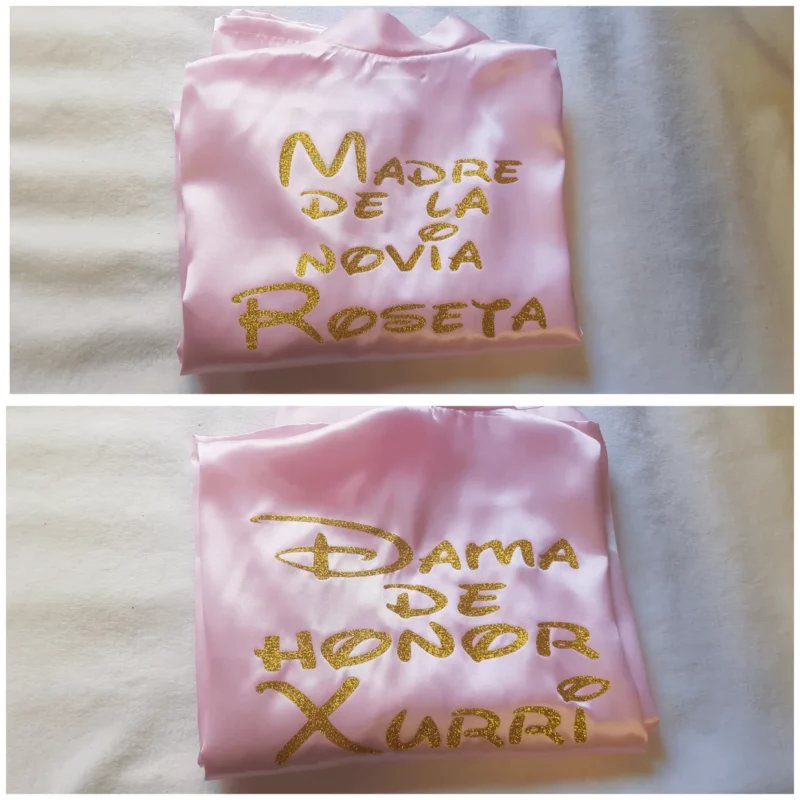 Madre
de la
novia
Roseta
Dama
de
honor
Xurri